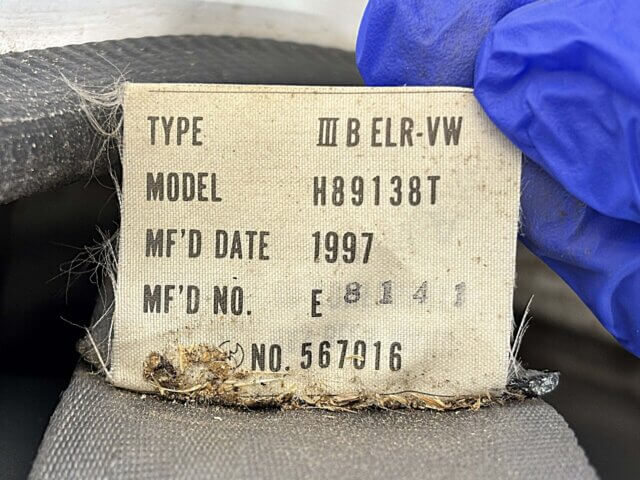 TYPE III B ELR-VW
MODEL H89138T
MF'D DATE 1997
MF'D NO. E 8141
NO. 567016